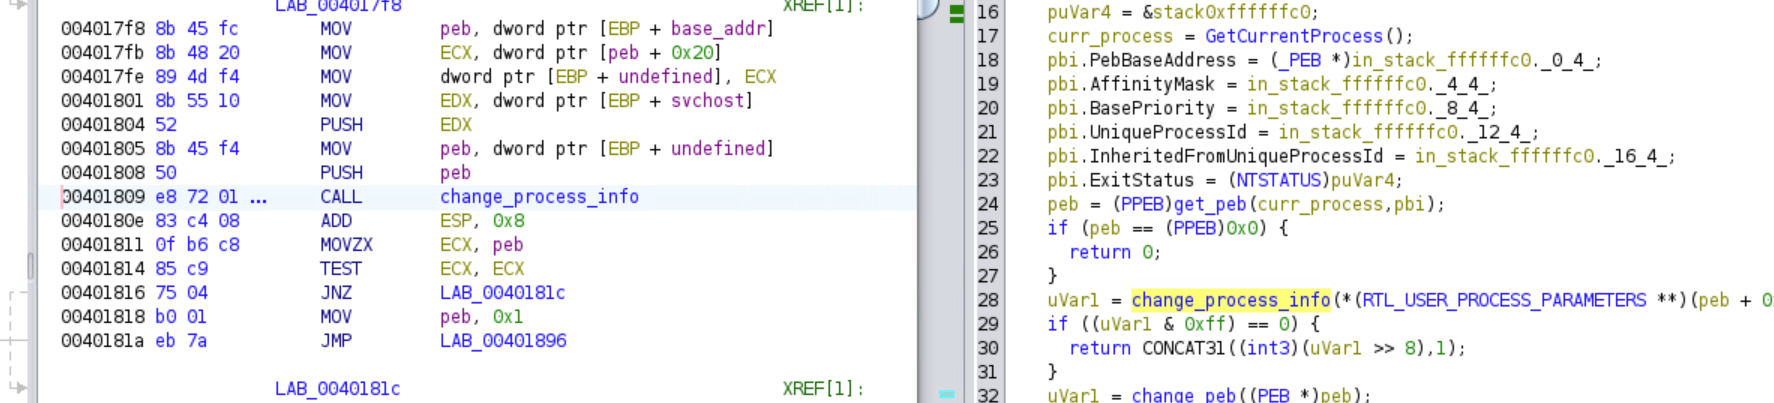 LAB_004017f8 XREF[1]:
004017f8 8b 45 fc MOV peb, dword ptr [EBP + base_addr]
004017fb 8b 48 20 MOV ECX, dword ptr [peb + 0x20]
004017fe 89 4d f4 MOV dword ptr [EBP + undefined], ECX
00401801 8b 55 10 MOV EDX, dword ptr [EBP + svchost]
00401804 52 PUSH EDX
00401805 8b 45 f4 MOV peb, dword ptr [EBP + undefined]
00401808 50 PUSH peb
00401809 e8 72 01 ... CALL change_process_info
0040180e 83 c4 08 ADD ESP, 0x8
00401811 0f b6 c8 MOVZX ECX, peb
00401814 85 c9 TEST ECX, ECX
00401816 75 04 JNZ LAB_0040181c
00401818 b0 01 MOV peb, 0x1
0040181a eb 7a JMP LAB_00401896
LAB_0040181c XREF[1]:
16 puVar4 = &stack0xffffffc0;
17 curr_process = GetCurrentProcess();
18 pbi.PebBaseAddress = (_PEB *)in_stack_ffffffc0._0_4_;
19 pbi.AffinityMask = in_stack_ffffffc0._4_4_;
20 pbi.BasePriority = in_stack_ffffffc0._8_4_;
21 pbi.UniqueProcessId = in_stack_ffffffc0._12_4_;
22 pbi.InheritedFromUniqueProcessId = in_stack_ffffffc0._16_4_;
23 pbi.ExitStatus = (NTSTATUS)puVar4;
24 peb = (PPEB)get_peb(curr_process,pbi);
25 if (peb == (PPEB)0x0) {
26 return 0;
27 }
28 uVar1 = change_process_info(*(RTL_USER_PROCESS_PARAMETERS **)(peb + 0
29 if ((uVar1 & 0xff) == 0) {
30 return CONCAT31((int3)(uVar1 >> 8),1);
31 }
32 uVar1 = change_peb((PEB *)peb);